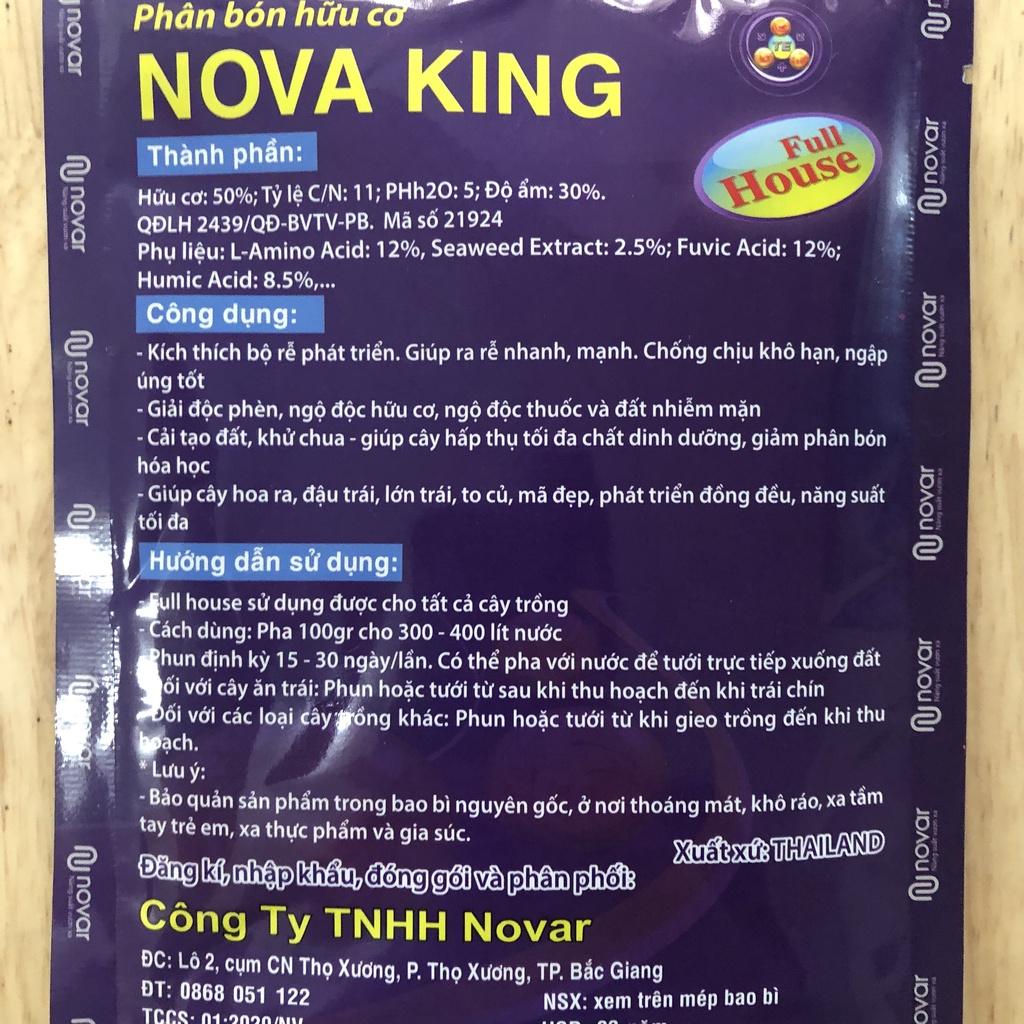 Phân bón hữu cơ
NOVA KING
TE
Full
House
Thành phần:
Hữu cơ: 50%; Tỷ lệ C/N: 11; PHh2O: 5; Độ ẩm: 30%.
QĐLH 2439/QĐ-BVTV-PB. Mã số 21924
Phụ liệu: L-Amino Acid: 12%, Seaweed Extract: 2.5%; Fuvic Acid: 12%;
Humic Acid: 8.5%,...
Công dụng:
- Kích thích bộ rễ phát triển. Giúp ra rễ nhanh, mạnh. Chống chịu khô hạn, ngập
úng tốt
- Giải độc phèn, ngộ độc hữu cơ, ngộ độc thuốc và đất nhiễm mặn
- Cải tạo đất, khử chua - giúp cây hấp thụ tối đa chất dinh dưỡng, giảm phân bón
hóa học
- Giúp cây hoa ra, đậu trái, lớn trái, to củ, mã đẹp, phát triển đồng đều, năng suất
tối đa
Hướng dẫn sử dụng:
- Full house sử dụng được cho tất cả cây trồng
- Cách dùng: Pha 100gr cho 300 - 400 lít nước
- Phun định kỳ 15 - 30 ngày/lần. Có thể pha với nước để tưới trực tiếp xuống đất
- Đối với cây ăn trái: Phun hoặc tưới từ sau khi thu hoạch đến khi trái chín
- Đối với các loại cây trồng khác: Phun hoặc tưới từ khi gieo trồng đến khi thu
hoạch.
* Lưu ý:
- Bảo quản sản phẩm trong bao bì nguyên gốc, ở nơi thoáng mát, khô ráo, xa tầm
tay trẻ em, xa thực phẩm và gia súc.
Xuất xứ: THAILAND
Đăng kí, nhập khẩu, đóng gói và phân phối:
Công Ty TNHH Novar
ĐC: Lô 2, cụm CN Thọ Xương, P. Thọ Xương, TP. Bắc Giang
ĐT: 0868 051 122
NSX: xem trên mép bao bì
TCCS: 01:2020/NV
novar
novar
novar
novar
novar
novar
novar
novar
novar
novar